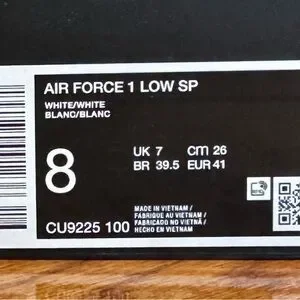 AIR FORCE 1 LOW SP
WHITE/WHITE
BLANC/BLANC
8
UK 7 cm 26
BR 39.5 EUR 41
CU9225 100
MADE IN VIETNAM /
FABRIQUÉ AU VIETNAM /
FABRICADO NO VIETNÃ /
HECHO EN VIETNAM